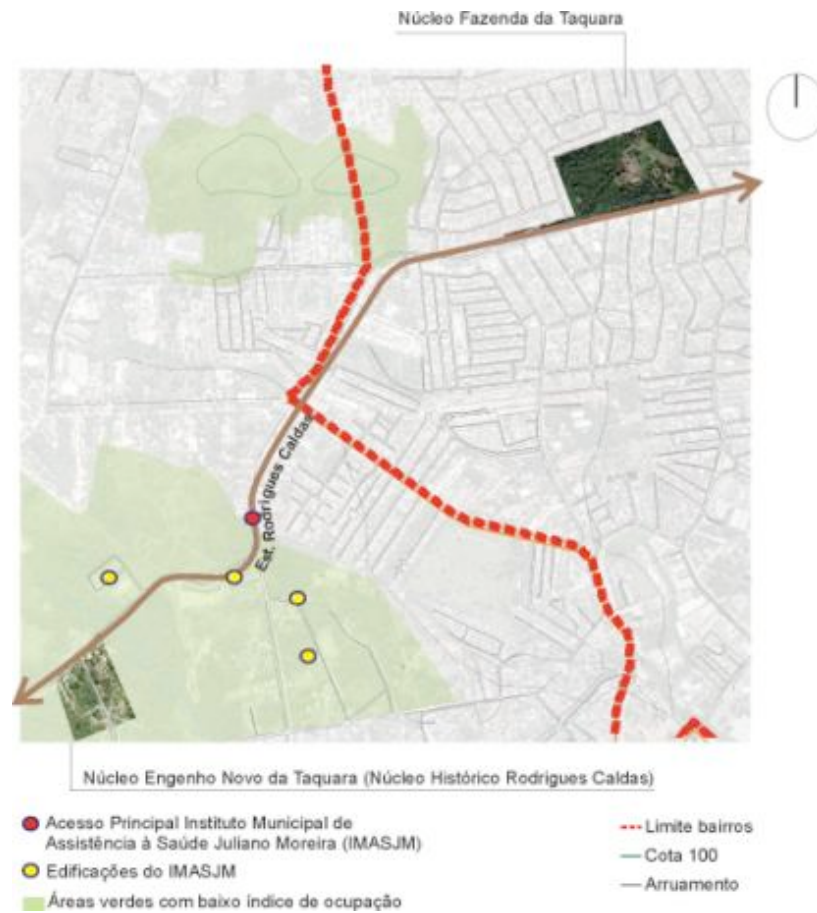 Núcleo Fazenda da Taquara
Est. Rodrigues Caldas
Núcleo Engenho Novo da Taquara (Núcleo Histórico Rodrigues Caldas)
Acesso Principal Instituto Municipal de
Assistência à Saúde Juliano Moreira (IMASJM)
Edificações do IMASJM
Áreas verdes com baixo índice de ocupação
Limite bairros
Cota 100
Arruamento